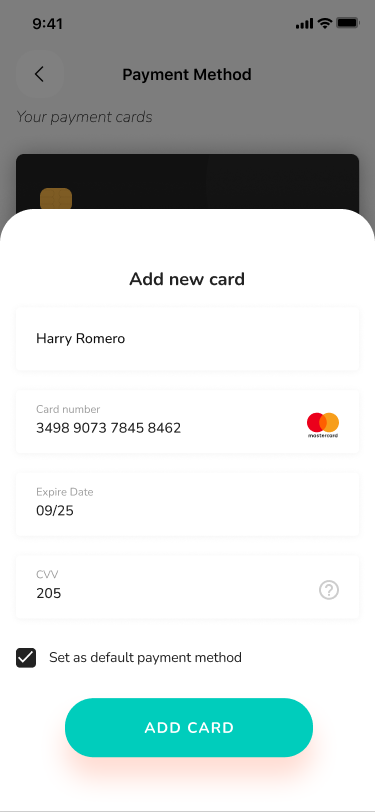 9:41
Payment Method
Your payment cards
Add new card
Harry Romero
Card number
3498 9073 7845 8462
mastercard
Expire Date
09/25
CVV
205
Set as default payment method
ADD CARD